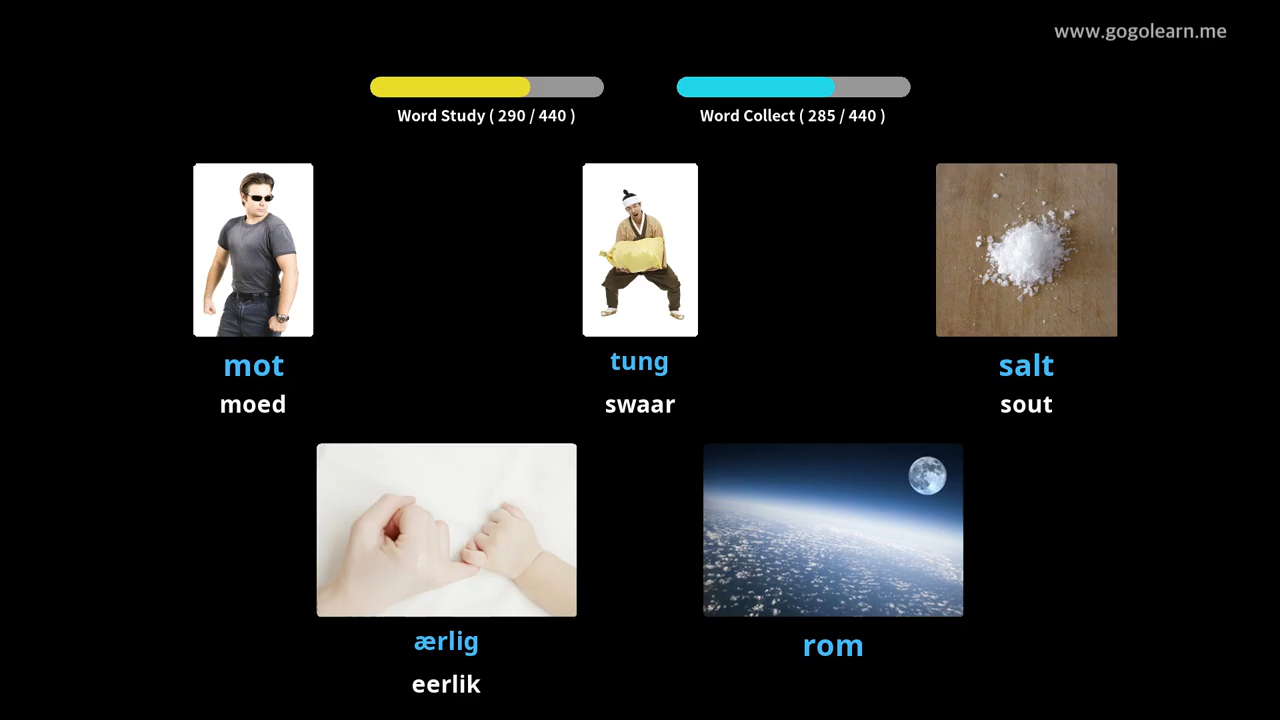 www.gogolearn.me
Word Study ( 290 / 440 )
Word Collect ( 285 / 440 )
mot
tung
salt
moed
swaar
sout
ærlig
rom
eerlik